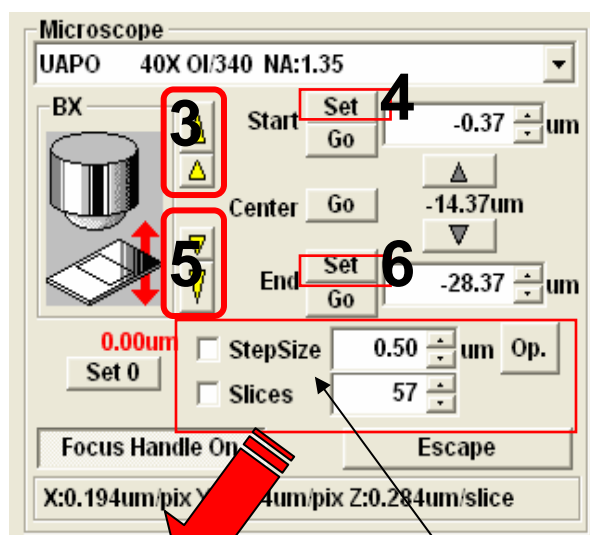 Microscope
UAPO 40X OI/340 NA:1.35
BX
3
Start Set 4 -0.37 um
Go
Center Go -14.37um
5
End Set 6 -28.37 um
Go
0.00um
Set 0
StepSize 0.50 um Op.
Slices 57
Focus Handle On
Escape
X:0.194um/pix Y 4um/pix Z:0.284um/slice